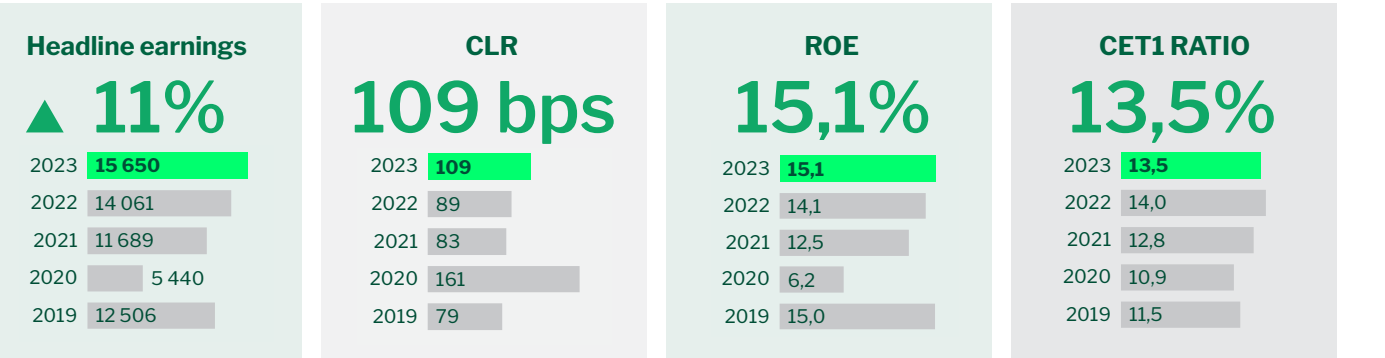 Headline earnings
▲ 11%
2023 15 650
2022 14 061
2021 11 689
2020 5 440
2019 12 506
CLR
109 bps
2023 109
2022 89
2021 83
2020 161
2019 79
ROE
15,1%
2023 15,1
2022 14,1
2021 12,5
2020 6,2
2019 15,0
CET1 RATIO
13,5%
2023 13,5
2022 14,0
2021 12,8
2020 10,9
2019 11,5